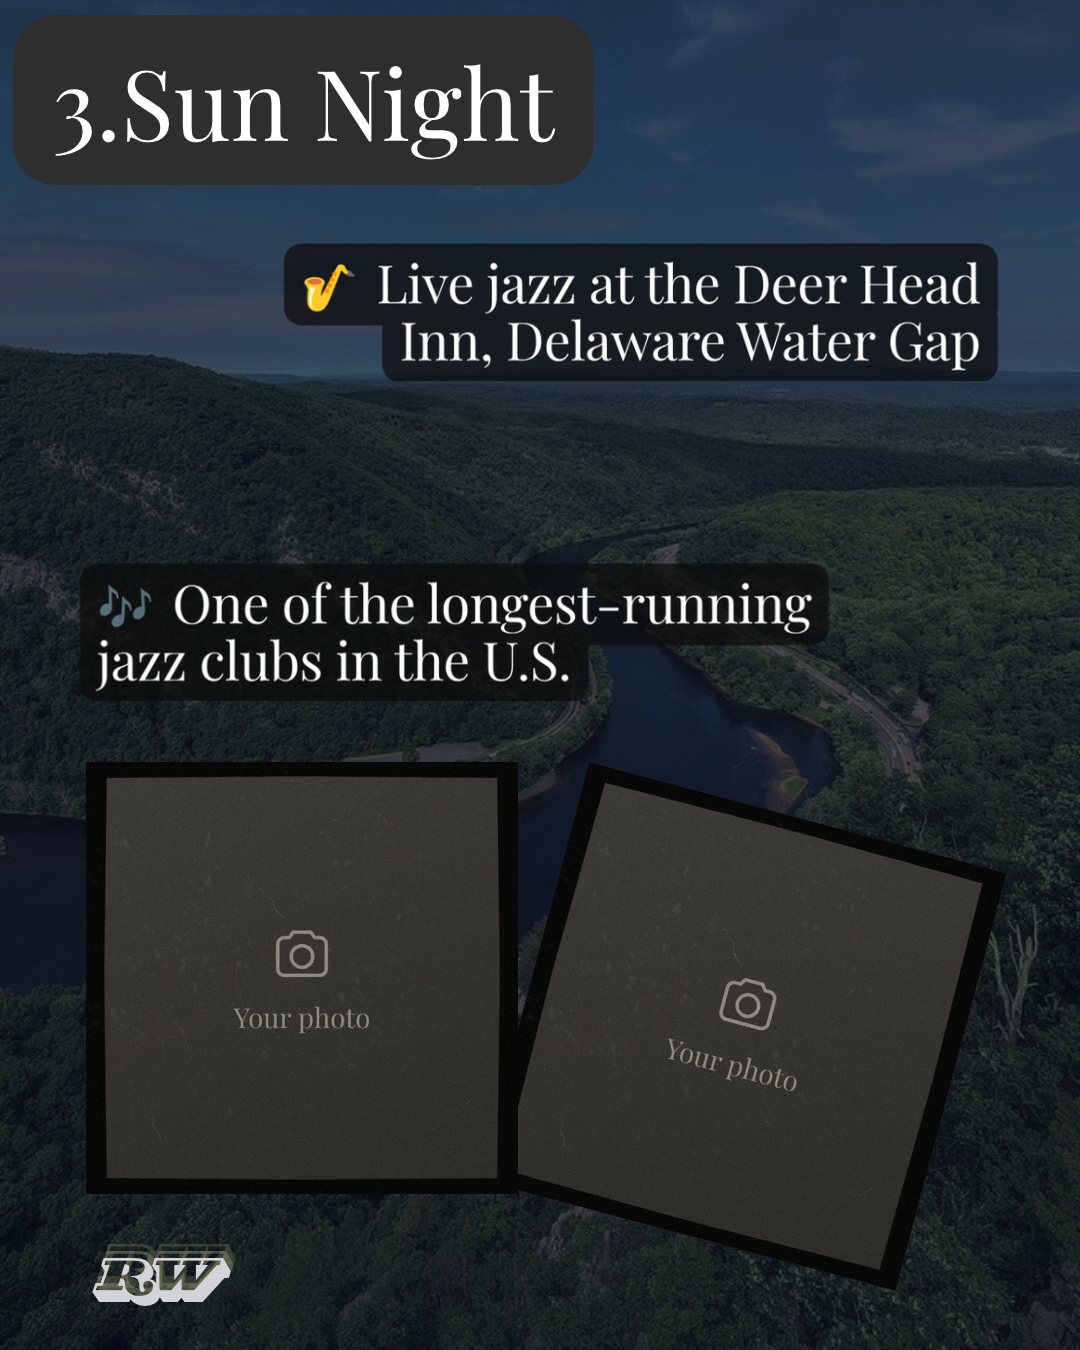 3.Sun Night
🎷 Live jazz at the Deer Head
Inn, Delaware Water Gap
🎶 One of the longest-running
jazz clubs in the U.S.
Your photo
Your photo
RW